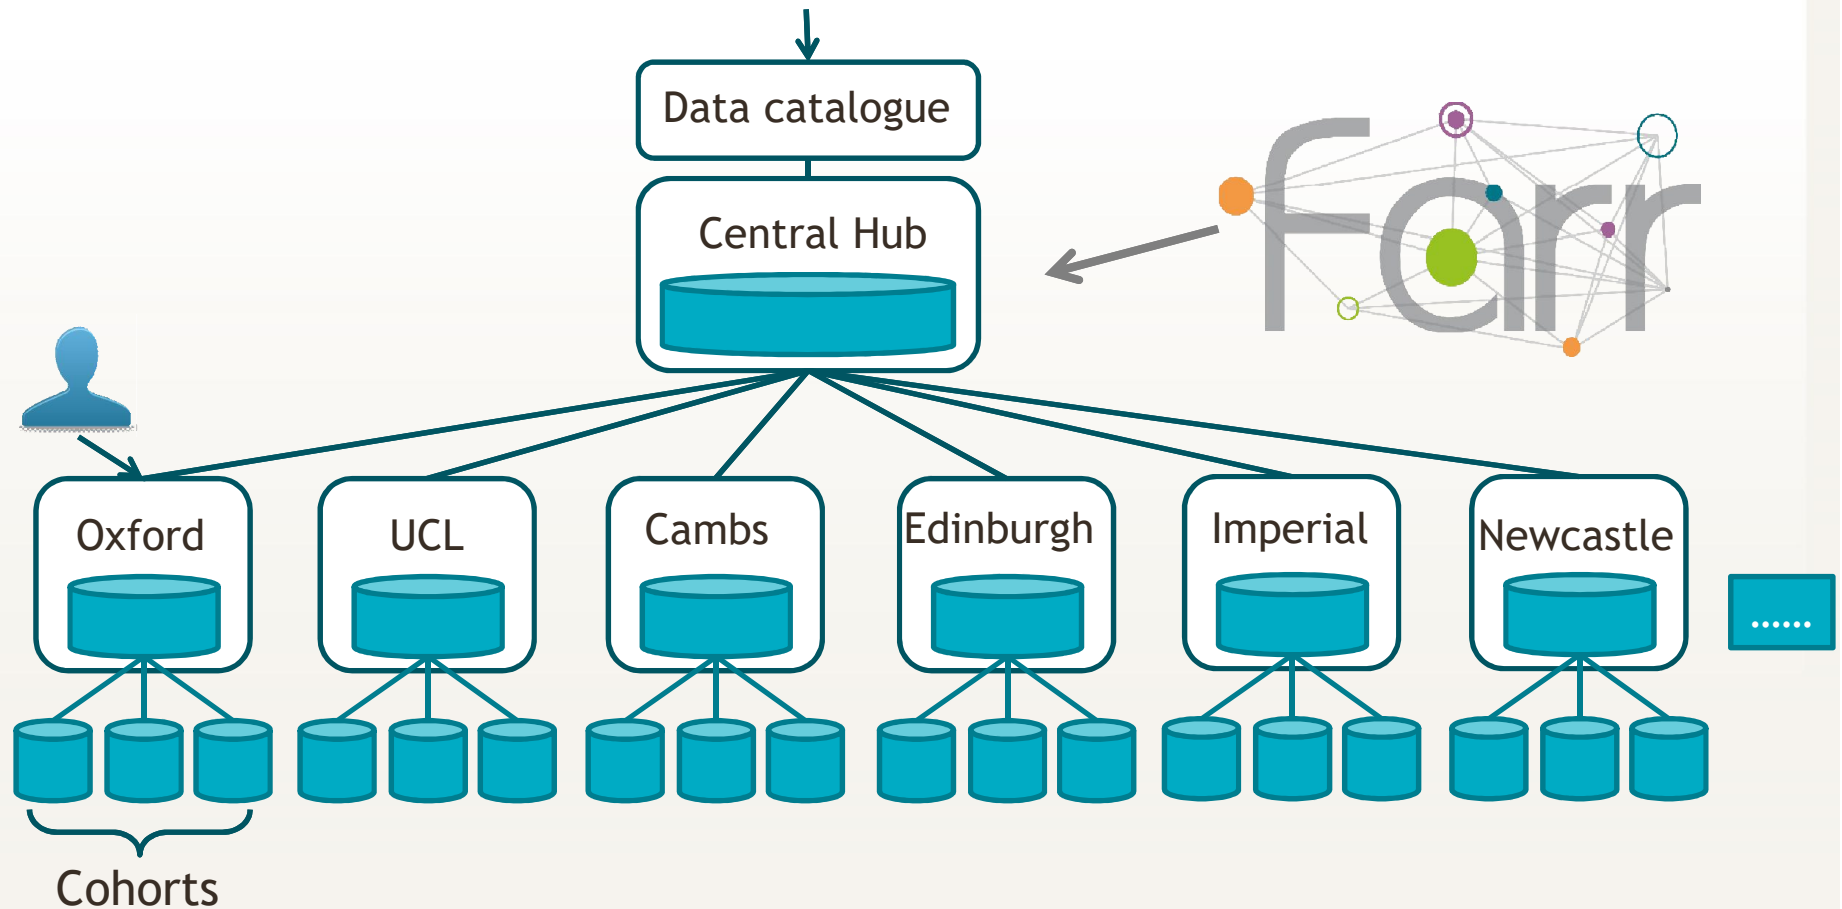 Data catalogue
Central Hub
Farr
Oxford
UCL
Cambs
Edinburgh
Imperial
Newcastle
......
Cohorts